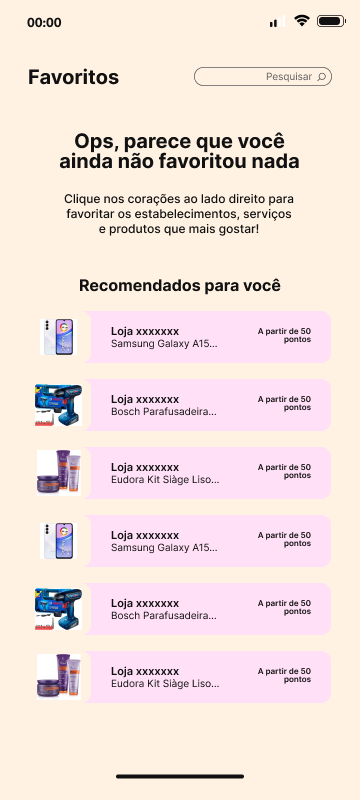 00:00
Favoritos
Pesquisar
Ops, parece que você
ainda não favoritou nada
Clique nos corações ao lado direito para
favoritar os estabelecimentos, serviços
e produtos que mais gostar!
Recomendados para você
Loja xxxxxxx
Samsung Galaxy A15...
A partir de 50
pontos
Loja xxxxxxx
Bosch Parafusadeira...
A partir de 50
pontos
Loja xxxxxxx
Eudora Kit Siàge Liso...
A partir de 50
pontos
Loja xxxxxxx
Samsung Galaxy A15...
A partir de 50
pontos
Loja xxxxxxx
Bosch Parafusadeira...
A partir de 50
pontos
Loja xxxxxxx
Eudora Kit Siàge Liso...
A partir de 50
pontos